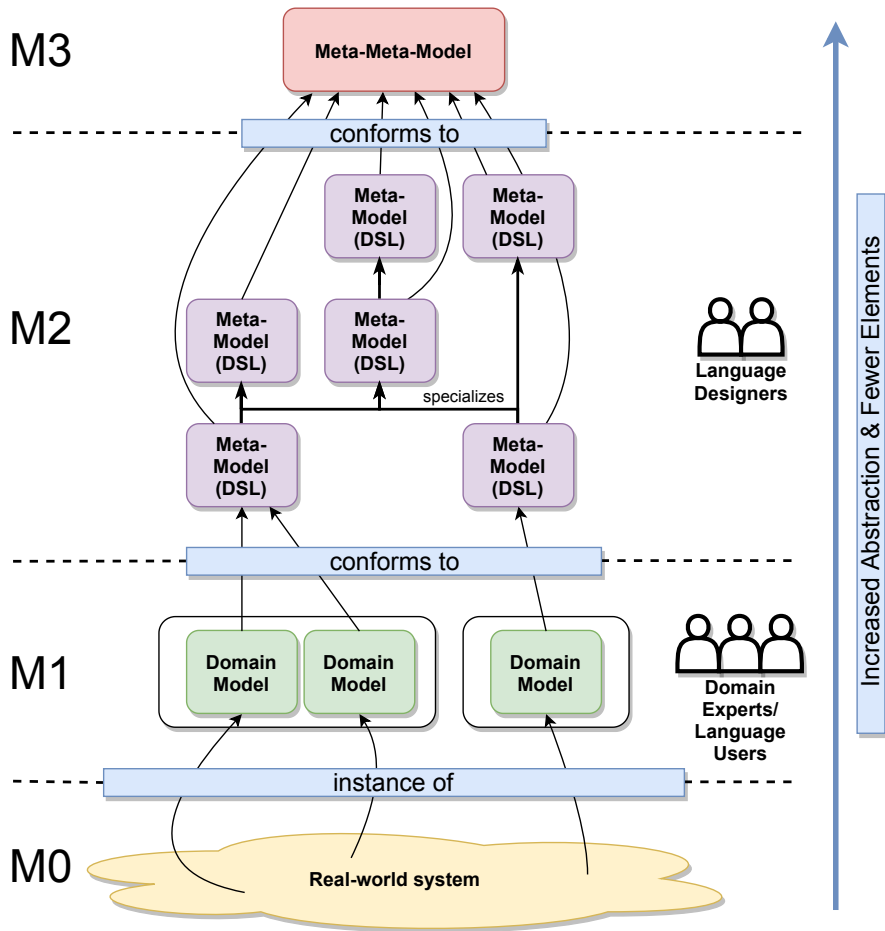 M3
Meta-Meta-Model
conforms to
Meta-
Model
(DSL)
Meta-
Model
(DSL)
M2
Meta-
Model
(DSL)
Meta-
Model
(DSL)
Language
Designers
specializes
Meta-
Model
(DSL)
Meta-
Model
(DSL)
conforms to
M1
Domain
Model
Domain
Model
Domain
Model
Domain
Experts/
Language
Users
instance of
M0
Real-world system
Increased Abstraction & Fewer Elements